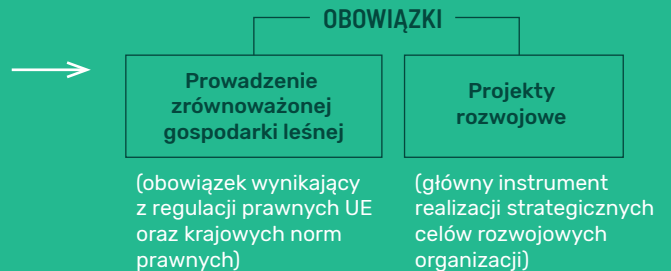 OBOWIĄZKI
Prowadzenie
zrównoważonej
gospodarki leśnej
(obowiązek wynikający
z regulacji prawnych UE
oraz krajowych norm
prawnych)
Projekty
rozwojowe
(główny instrument
realizacji strategicznych
celów rozwojowych
organizacji)